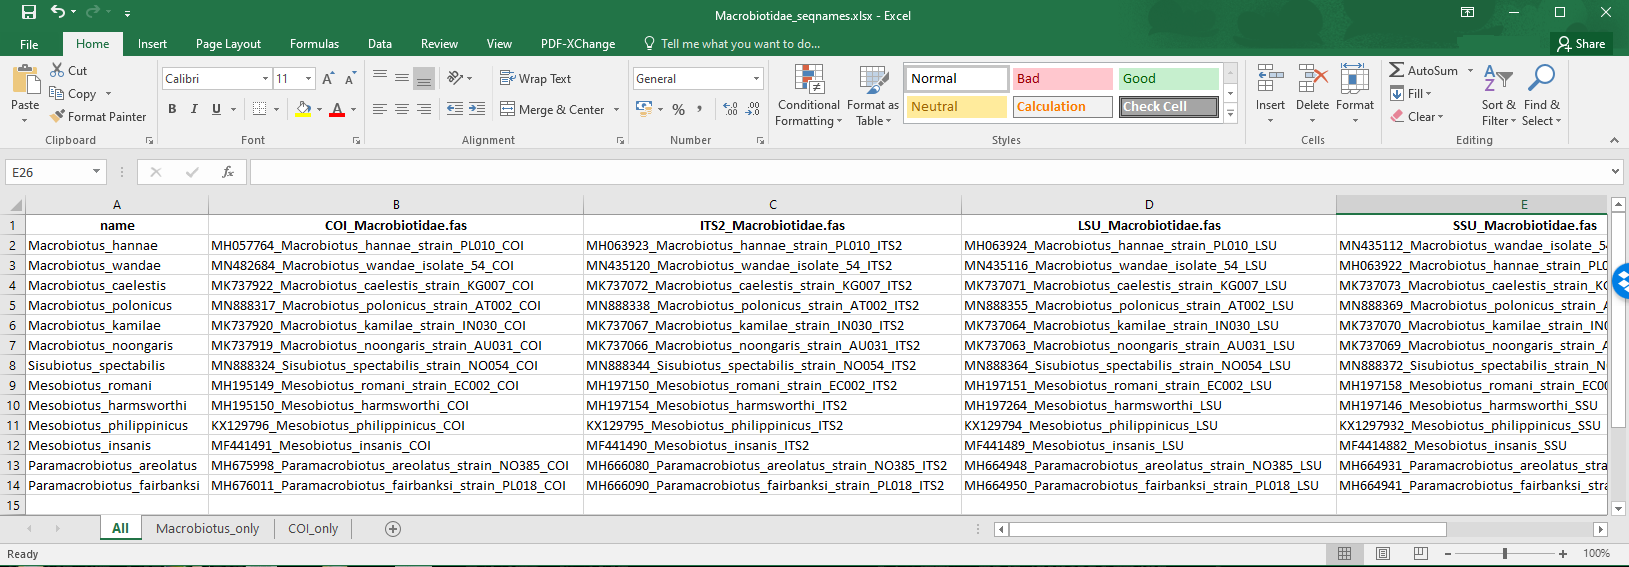 Macrobiotidae_seqnames.xlsx - Excel
File Home Insert Page Layout Formulas Data Review View PDF-XChange Tell me what you want to do... Share
Cut
Copy
Format Painter
Paste
Clipboard
Calibri 11
B I U
Font
Wrap Text
Merge & Center
Alignment
General
Number
Conditional Formatting
Format as Table
Normal Bad Good
Neutral Calculation Check Cell
Styles
Insert Delete Format
Cells
AutoSum
Fill
Clear
Sort & Filter
Find & Select
Editing
E26 fx
A B C D E
1 name COI_Macrobiotidae.fas ITS2_Macrobiotidae.fas LSU_Macrobiotidae.fas SSU_Macrobiotidae.fas
2 Macrobiotus_hannae MH057764_Macrobiotus_hannae_strain_PL010_COI MH063923_Macrobiotus_hannae_strain_PL010_ITS2 MH063924_Macrobiotus_hannae_strain_PL010_LSU MN435112_Macrobiotus_wandae_isolate_54
3 Macrobiotus_wandae MN482684_Macrobiotus_wandae_isolate_54_COI MN435120_Macrobiotus_wandae_isolate_54_ITS2 MN435116_Macrobiotus_wandae_isolate_54_LSU MH063922_Macrobiotus_hannae_strain_PL0
4 Macrobiotus_caelestis MK737922_Macrobiotus_caelestis_strain_KG007_COI MK737072_Macrobiotus_caelestis_strain_KG007_ITS2 MK737071_Macrobiotus_caelestis_strain_KG007_LSU MK737073_Macrobiotus_caelestis_strain_KG
5 Macrobiotus_polonicus MN888317_Macrobiotus_polonicus_strain_AT002_COI MN888338_Macrobiotus_polonicus_strain_AT002_ITS2 MN888355_Macrobiotus_polonicus_strain_AT002_LSU MN888369_Macrobiotus_polonicus_strain_A
6 Macrobiotus_kamilae MK737920_Macrobiotus_kamilae_strain_IN030_COI MK737067_Macrobiotus_kamilae_strain_IN030_ITS2 MK737064_Macrobiotus_kamilae_strain_IN030_LSU MK737070_Macrobiotus_kamilae_strain_IN0
7 Macrobiotus_noongaris MK737919_Macrobiotus_noongaris_strain_AU031_COI MK737066_Macrobiotus_noongaris_strain_AU031_ITS2 MK737063_Macrobiotus_noongaris_strain_AU031_LSU MK737069_Macrobiotus_noongaris_strain_A
8 Sisubiotus_spectabilis MN888324_Sisubiotus_spectabilis_strain_NO054_COI MN888344_Sisubiotus_spectabilis_strain_NO054_ITS2 MN888364_Sisubiotus_spectabilis_strain_NO054_LSU MN888372_Sisubiotus_spectabilis_strain_N
9 Mesobiotus_romani MH195149_Mesobiotus_romani_strain_EC002_COI MH197150_Mesobiotus_romani_strain_EC002_ITS2 MH197151_Mesobiotus_romani_strain_EC002_LSU MH197158_Mesobiotus_romani_strain_EC00
10 Mesobiotus_harmsworthi MH195150_Mesobiotus_harmsworthi_COI MH197154_Mesobiotus_harmsworthi_ITS2 MH197264_Mesobiotus_harmsworthi_LSU MH197146_Mesobiotus_harmsworthi_SSU
11 Mesobiotus_philippinicus KX129796_Mesobiotus_philippinicus_COI KX129795_Mesobiotus_philippinicus_ITS2 KX129794_Mesobiotus_philippinicus_LSU KX1297932_Mesobiotus_philippinicus_SSU
12 Mesobiotus_insanis MF441491_Mesobiotus_insanis_COI MF441490_Mesobiotus_insanis_ITS2 MF441489_Mesobiotus_insanis_LSU MF4414882_Mesobiotus_insanis_SSU
13 Paramacrobiotus_areolatus MH675998_Paramacrobiotus_areolatus_strain_NO385_COI MH666080_Paramacrobiotus_areolatus_strain_NO385_ITS2 MH664948_Paramacrobiotus_areolatus_strain_NO385_LSU MH664931_Paramacrobiotus_areolatus_stra
14 Paramacrobiotus_fairbanksi MH676011_Paramacrobiotus_fairbanksi_strain_PL018_COI MH666090_Paramacrobiotus_fairbanksi_strain_PL018_ITS2 MH664950_Paramacrobiotus_fairbanksi_strain_PL018_LSU MH664941_Paramacrobiotus_fairbanksi_stra
15
All Macrobiotus_only COI_only
Ready 100%